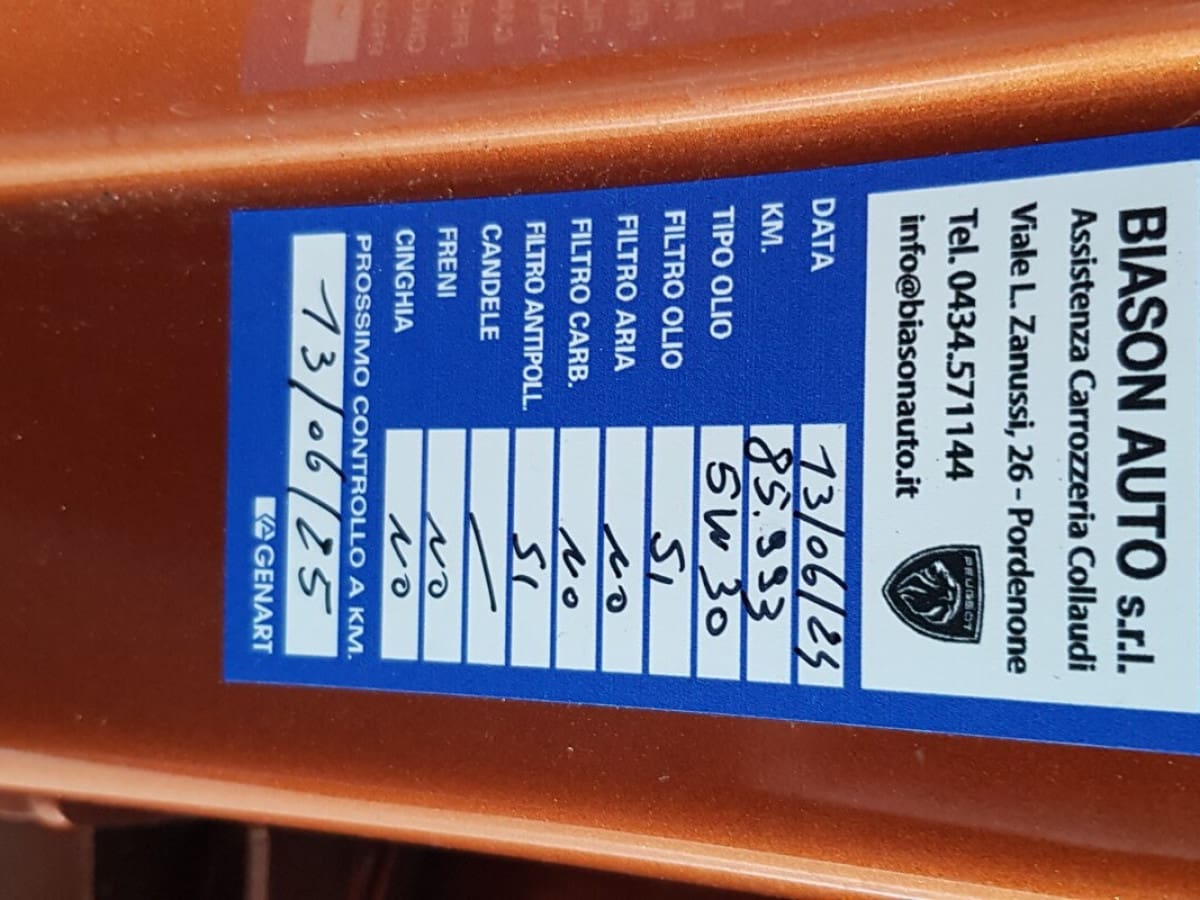 BIASON AUTO s.r.l.
Assistenza Carrozzeria Collaudi
Viale L. Zanussi, 26 - Pordenone
Tel. 0434.571144
info@biasonauto.it
PEUGEOT
DATA 13/06/24
KM. 85.993
TIPO OLIO 5W30
FILTRO OLIO SI
FILTRO ARIA NO
FILTRO CARB. NO
FILTRO ANTIPOLL. SI
CANDELE —
FRENI NO
CINGHIA NO
PROSSIMO CONTROLLO A KM.
13/06/25
GENART